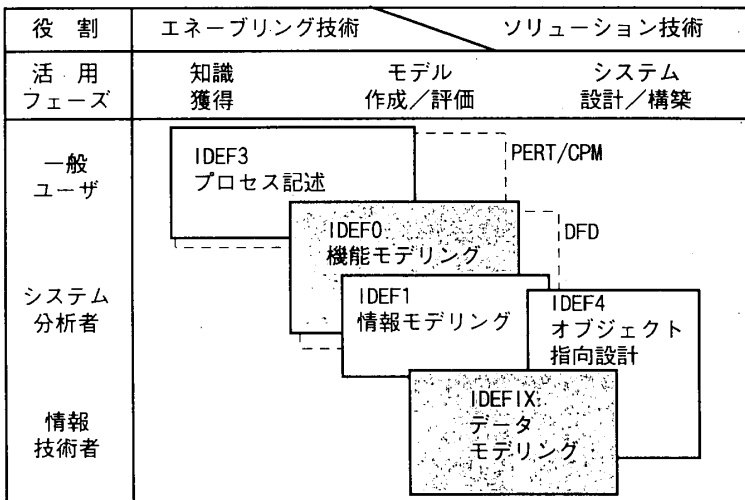 役 割
エネーブリング技術
ソリューション技術
活 用
フェーズ
知識
獲得
モデル
作成／評価
システム
設計／構築
一般
ユーザ
IDEF3
プロセス記述
PERT/CPM
IDEF0
機能モデリング
DFD
システム
分析者
IDEF1
情報モデリング
IDEF4
オブジェクト
指向設計
情報
技術者
IDEFIX
データ
モデリング